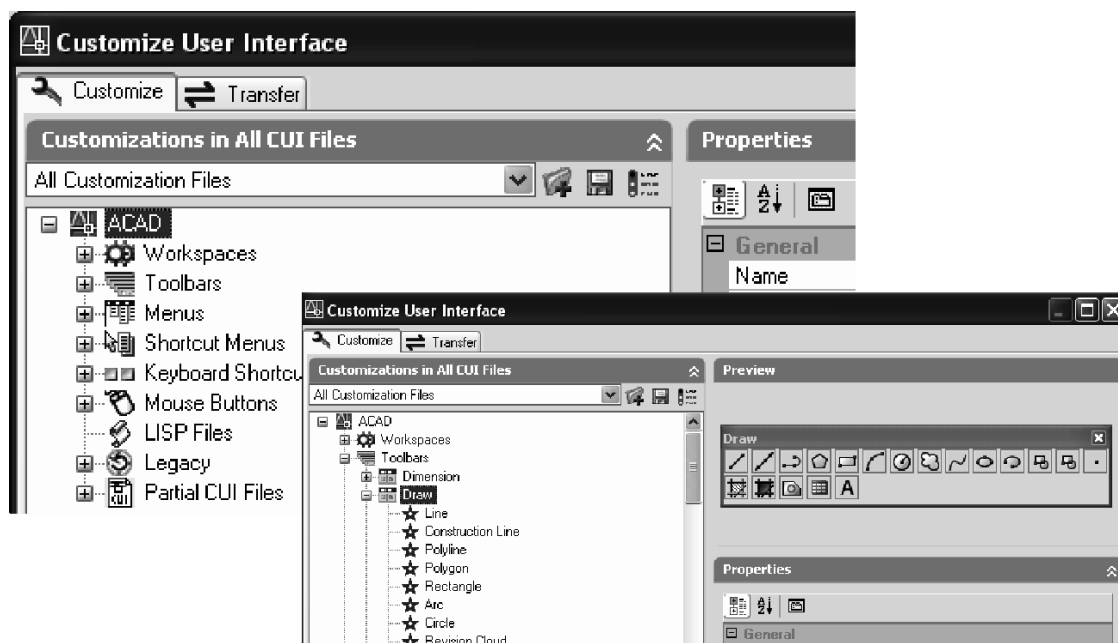 Customize User Interface
Customize Transfer
Customizations in All CUI Files
Properties
All Customization Files
ACAD
Workspaces
Toolbars
Menus
Shortcut Menus
Keyboard Shortcu
Mouse Buttons
LISP Files
Legacy
Partial CUI Files
General
Name
Customize User Interface
Customize Transfer
Customizations in All CUI Files
Preview
All Customization Files
ACAD
Workspaces
Toolbars
Dimension
Draw
Line
Construction Line
Polyline
Polygon
Rectangle
Arc
Circle
Revision Cloud
Draw
A
Properties
General